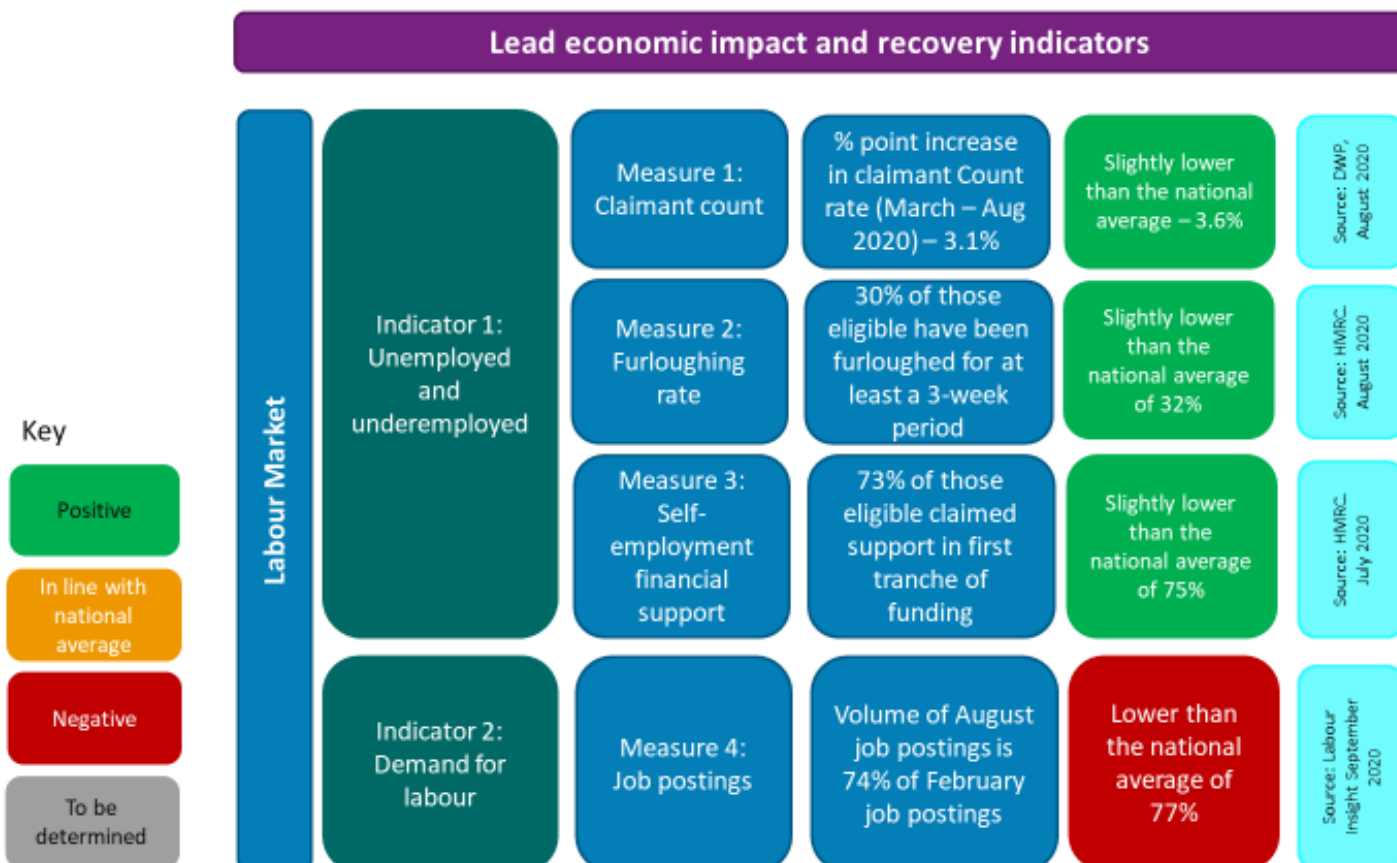 Lead economic impact and recovery indicators
Key
Positive
In line with
national
average
Negative
To be
determined
Labour Market
Indicator 1:
Unemployed
and
underemployed
Measure 1:
Claimant count
% point increase
in claimant Count
rate (March – Aug
2020) – 3.1%
Slightly lower
than the national
average – 3.6%
Source: DWP,
August 2020
Measure 2:
Furloughing
rate
30% of those
eligible have been
furloughed for at
least a 3-week
period
Slightly lower
than the
national average
of 32%
Source: HMRC.
August 2020
Measure 3:
Self-
employment
financial
support
73% of those
eligible claimed
support in first
tranche of
funding
Slightly lower
than the
national average
of 75%
Source: HMRC.
July 2020
Indicator 2:
Demand for
labour
Measure 4:
Job postings
Volume of August
job postings is
74% of February
job postings
Lower than
the national
average of
77%
Source: Labour
Insight September
2020